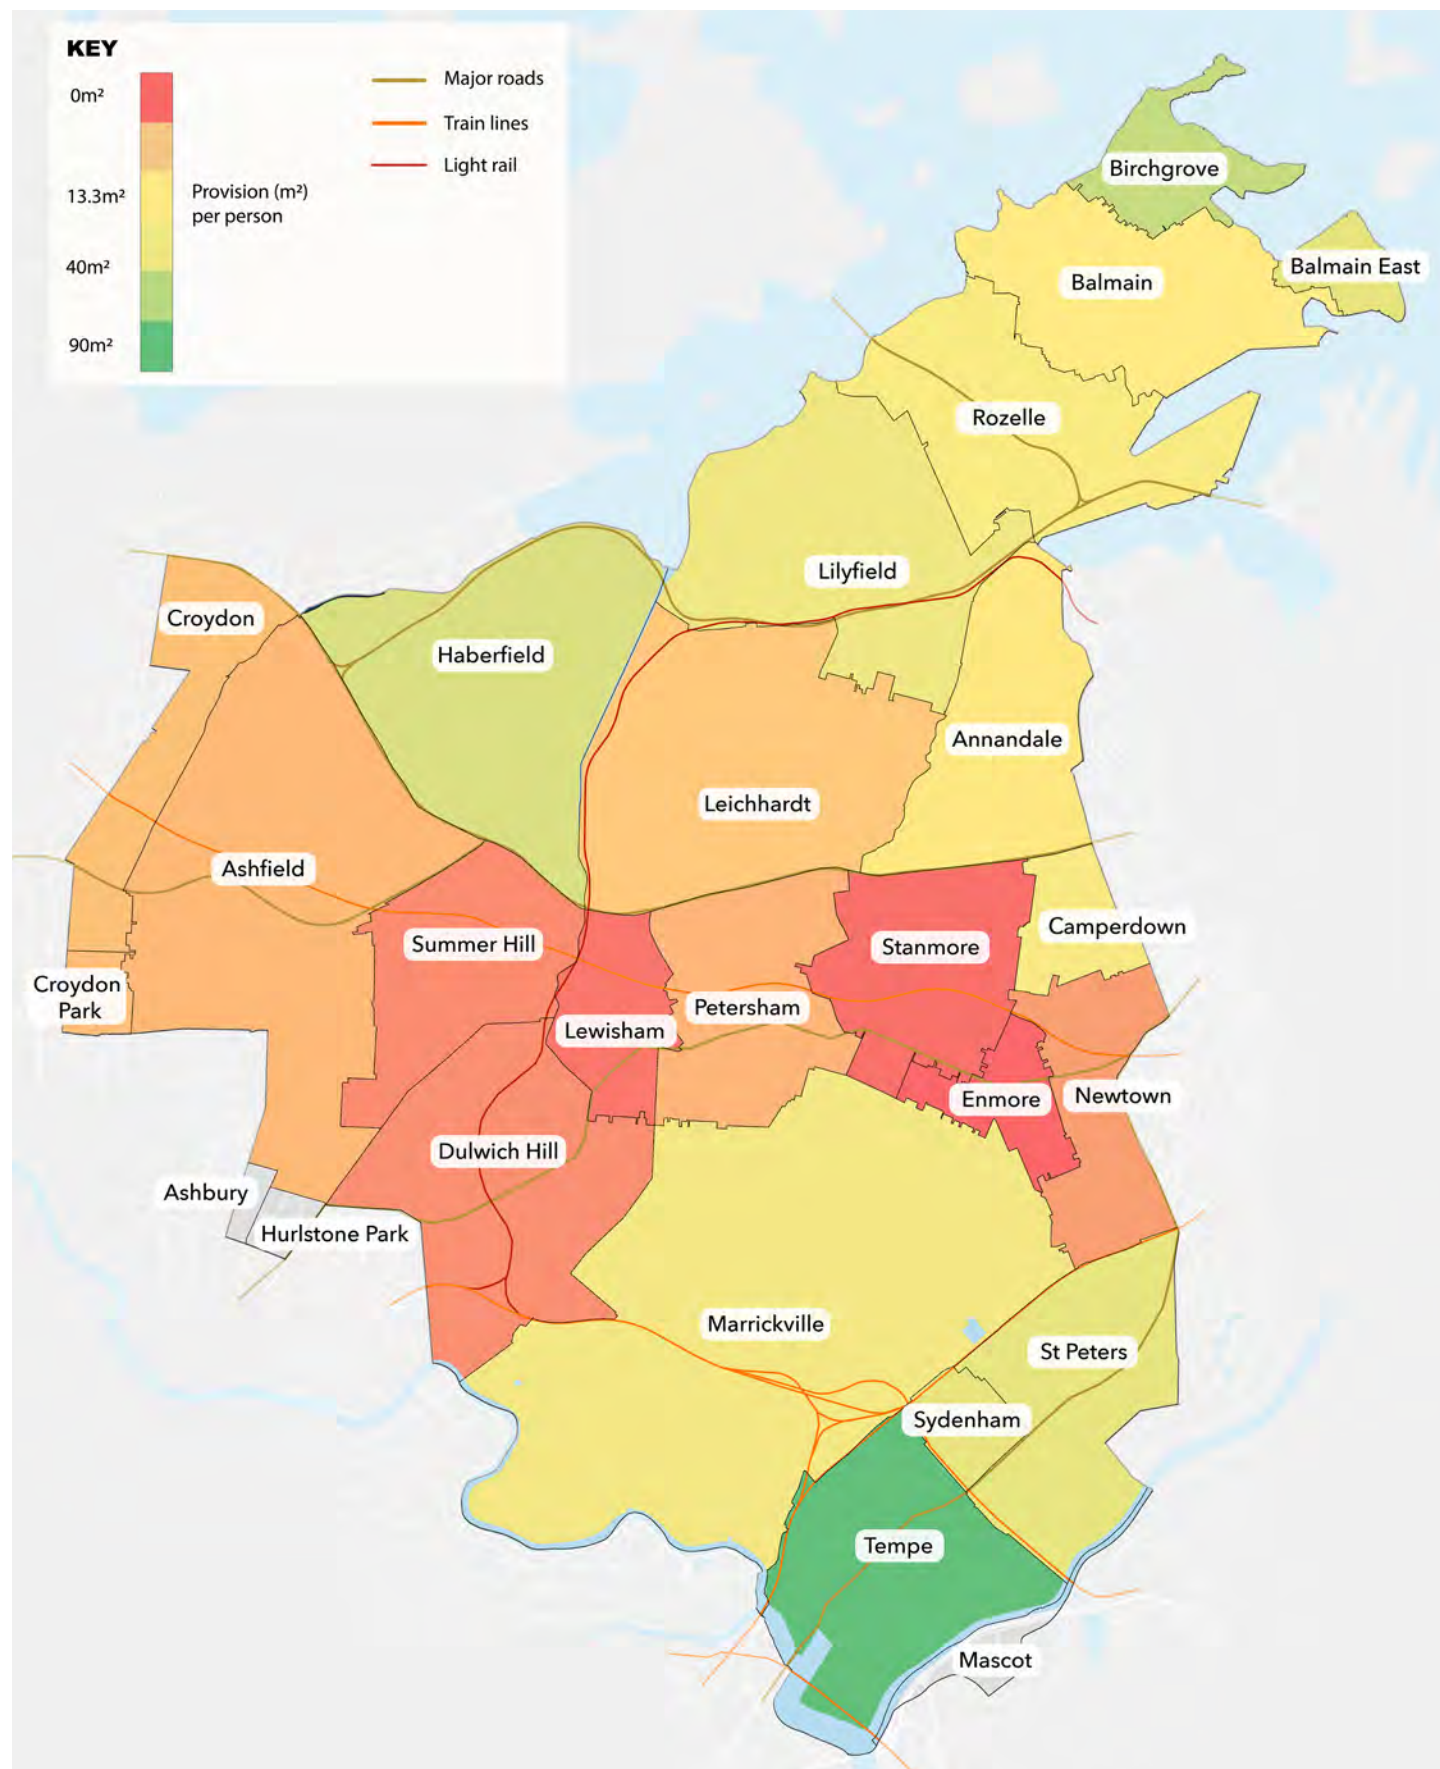 KEY
0m²
13.3m²
40m²
90m²
Provision (m²)
per person
Major roads
Train lines
Light rail
Birchgrove
Balmain East
Balmain
Rozelle
Lilyfield
Croydon
Haberfield
Annandale
Leichhardt
Ashfield
Camperdown
Summer Hill
Stanmore
Croydon
Park
Petersham
Lewisham
Enmore
Newtown
Dulwich Hill
Ashbury
Hurlstone Park
Marrickville
St Peters
Sydenham
Tempe
Mascot